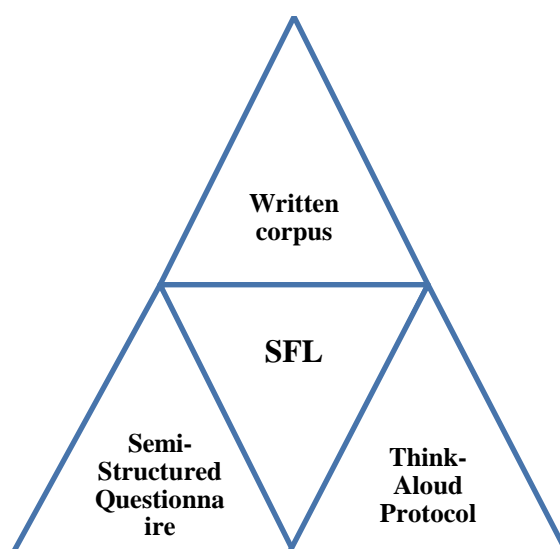 Written
corpus
SFL
Semi-
Structured
Questionna
ire
Think-
Aloud
Protocol